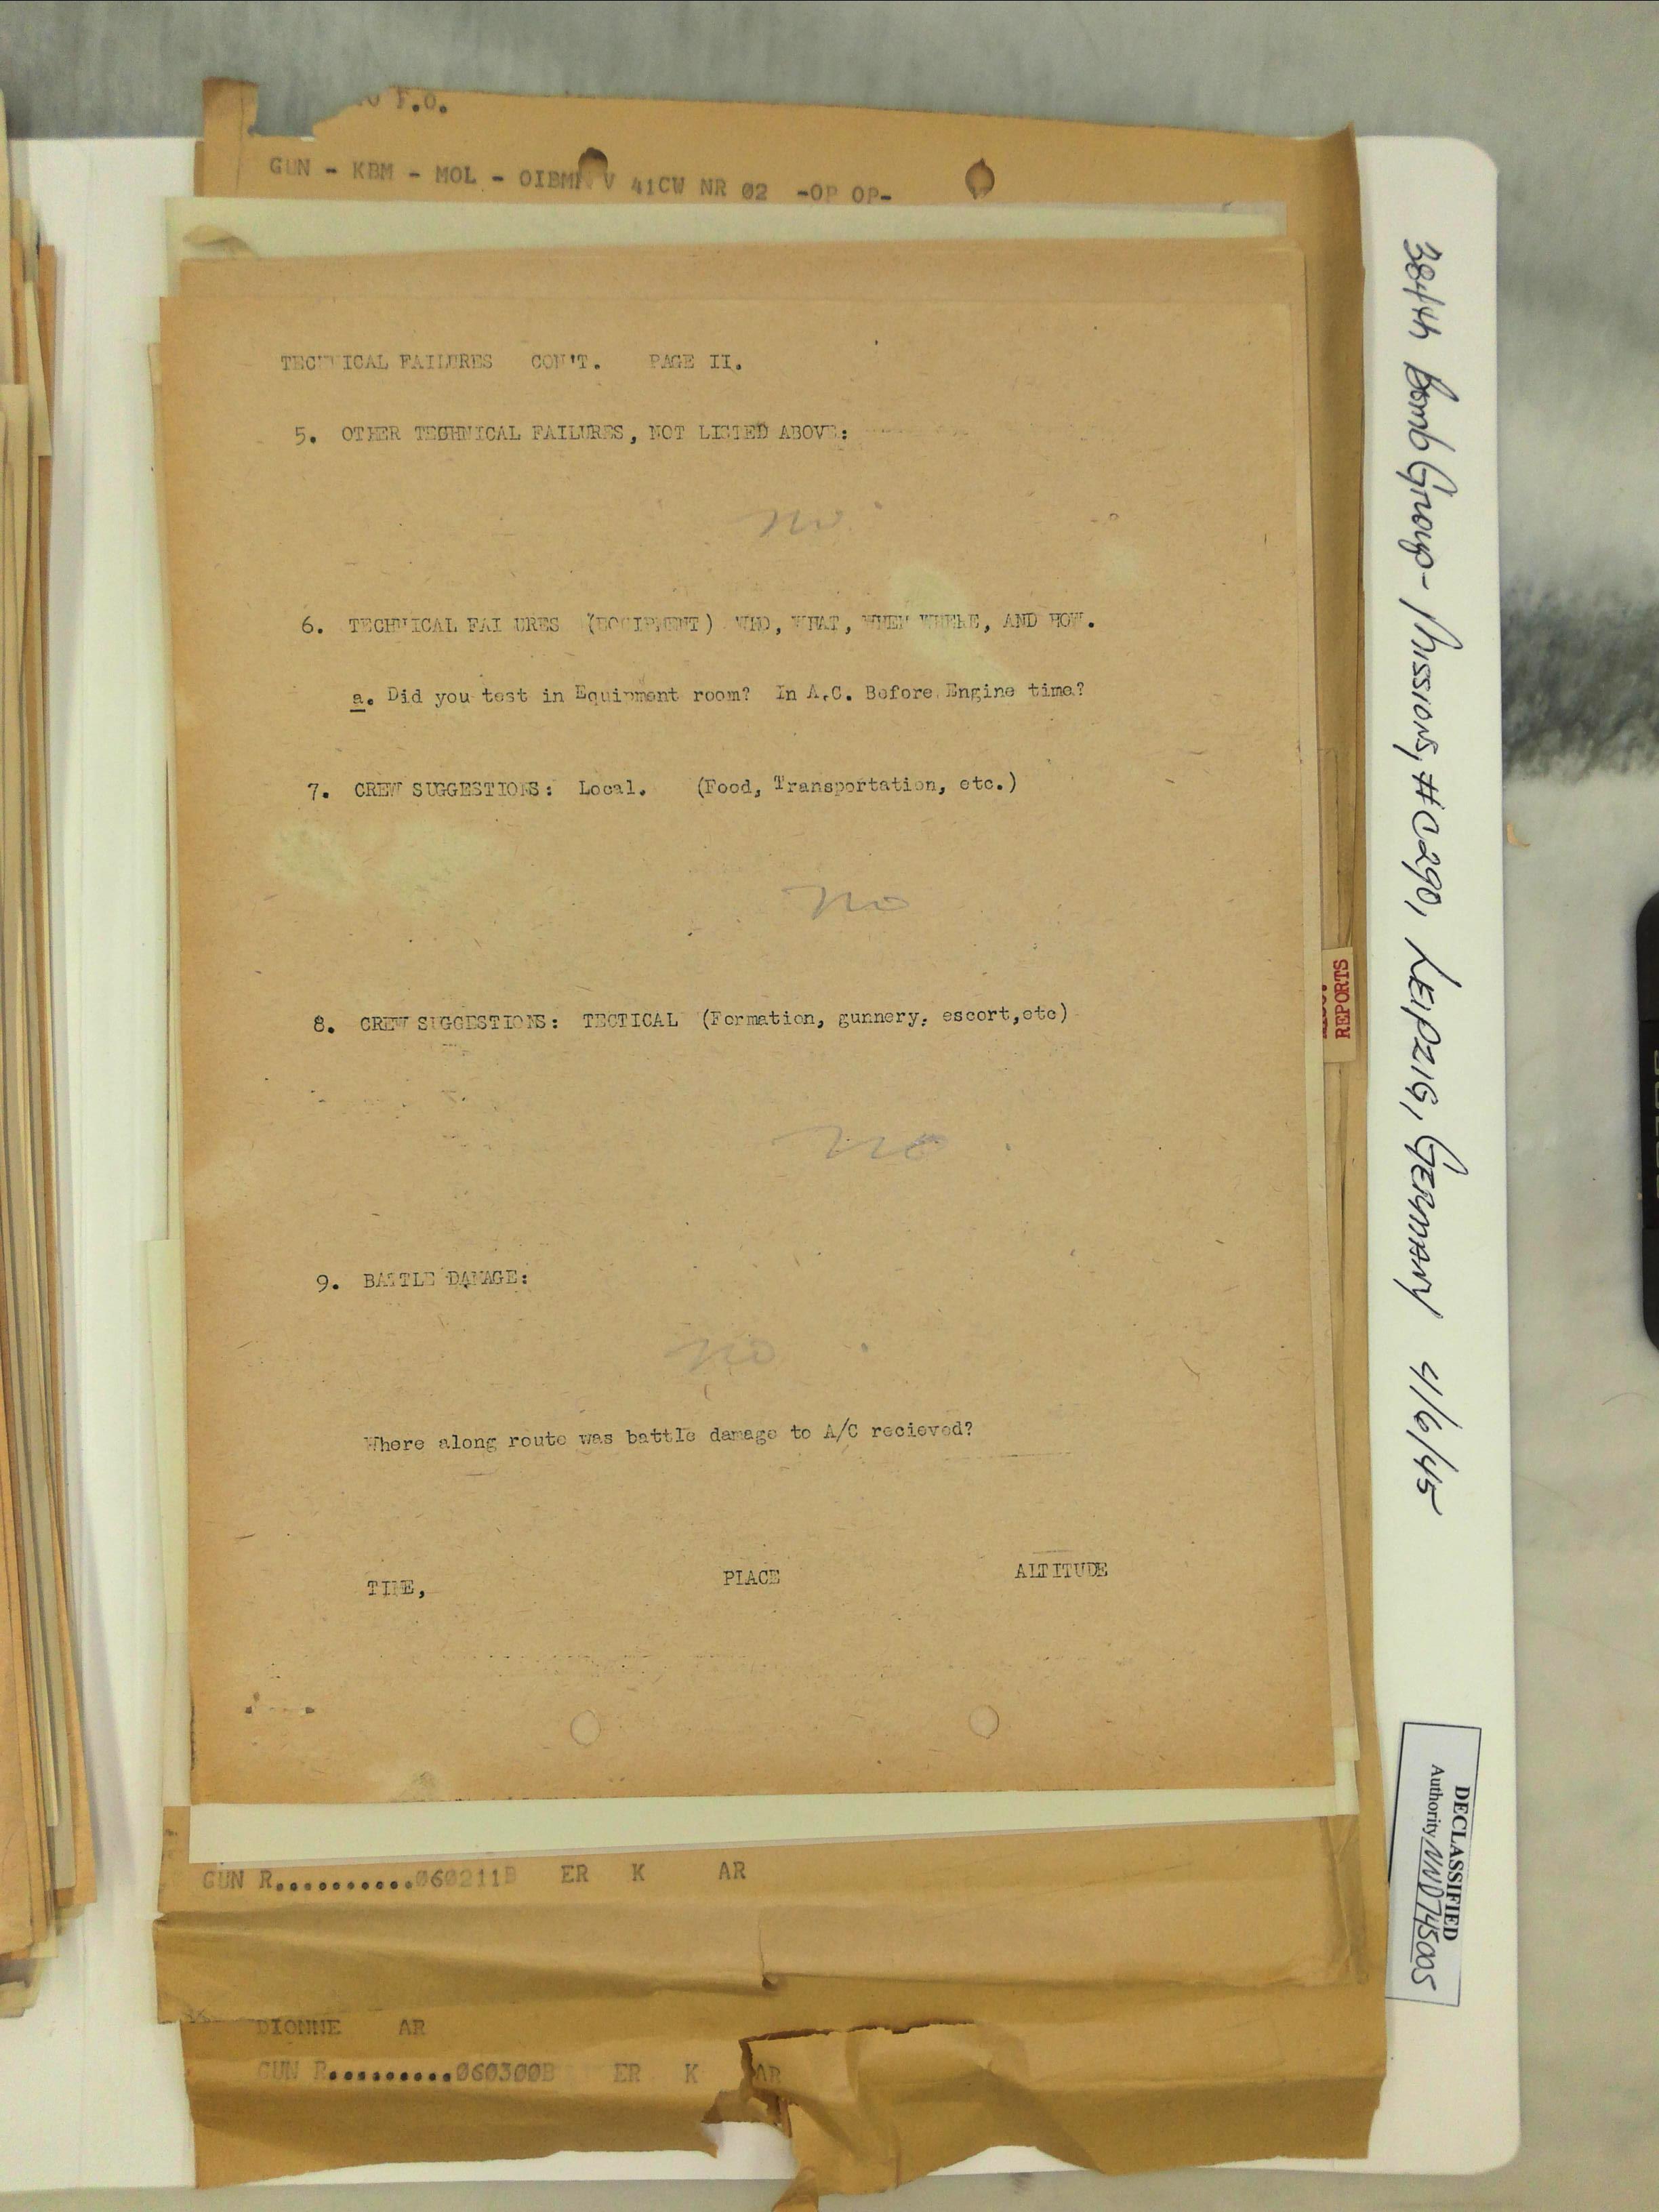 F.O.
GUN - KBM - MOL - OIBMN V 41CW NR 02 -OP OP-
TECHNICAL FAILURES CON'T. PAGE II.
5. OTHER TECHNICAL FAILURES, NOT LISTED ABOVE:
no
6. TECHNICAL FAI URES (EQUIPMENT) WHO, WHAT, WHEN WHERE, AND HOW.
a. Did you test in Equipment room? In A.C. Before Engine time?
7. CREW SUGGESTIONS: Local. (Food, Transportation, etc.)
no
8. CREW SUGGESTIONS: TECTICAL (Formation, gunnery, escort,etc)
no
9. BATTLE DAMAGE:
no
Where along route was battle damage to A/C recieved?
TIME, PLACE ALTITUDE
GUN R..........060211B ER K AR
DIONNE AR
GUN R.........060300B ER K AR
REPORTS
384th Bomb Group - Missions, #C290, LEIPZIG, GERMANY 4/6/45
DECLASSIFIED
Authority NND745005